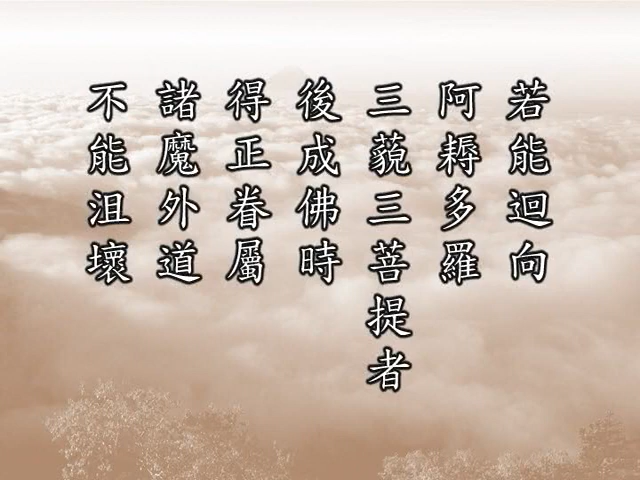 若能迴向
阿耨多羅
三藐三菩提者
後成佛時
得正眷屬
諸魔外道
不能沮壞